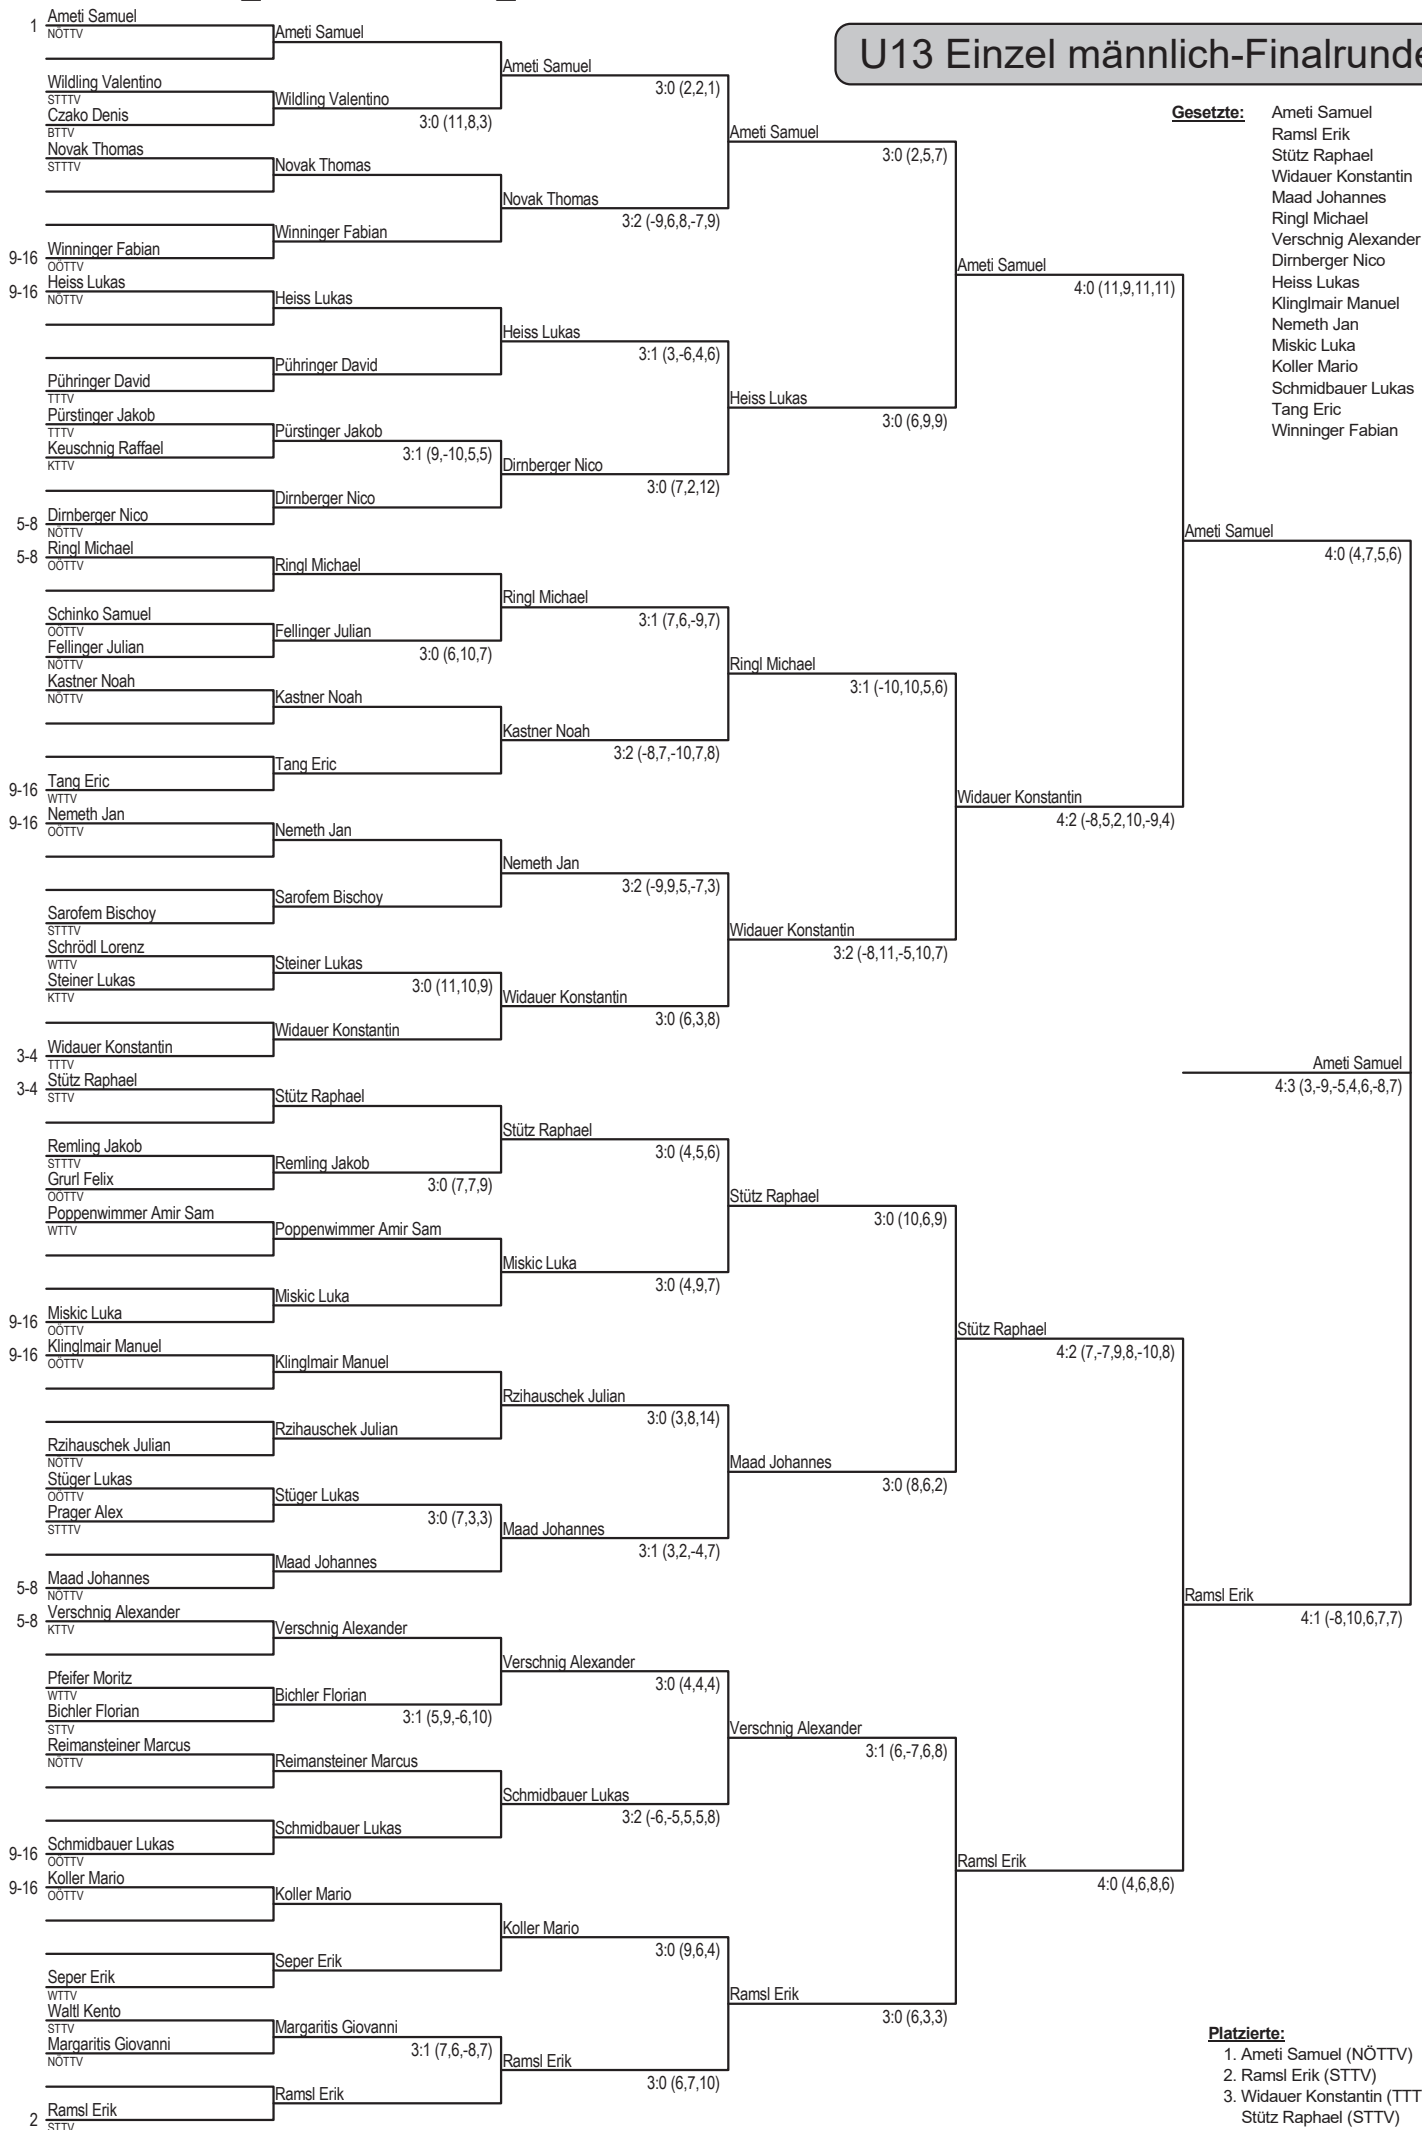 U13 Einzel männlich-Finalrunde
Gesetzte:
Ameti Samuel
Ramsl Erik
Stütz Raphael
Widauer Konstantin
Maad Johannes
Ringl Michael
Verschnig Alexander
Dirnberger Nico
Heiss Lukas
Klinglmair Manuel
Nemeth Jan
Miskic Luka
Koller Mario
Schmidbauer Lukas
Tang Eric
Winninger Fabian
1 Ameti Samuel
NÖTTV
Wildling Valentino
STTTV
Czako Denis
BTTV
Novak Thomas
STTTV
9-16 Winninger Fabian
OÖTTV
9-16 Heiss Lukas
NÖTTV
Pühringer David
TTTV
Pürstinger Jakob
TTTV
Keuschnig Raffael
KTTV
5-8 Dirnberger Nico
NÖTTV
5-8 Ringl Michael
OÖTTV
Schinko Samuel
OÖTTV
Fellinger Julian
NÖTTV
Kastner Noah
NÖTTV
9-16 Tang Eric
WTTV
9-16 Nemeth Jan
OÖTTV
Sarofem Bischoy
STTTV
Schrödl Lorenz
WTTV
Steiner Lukas
KTTV
3-4 Widauer Konstantin
TTTV
3-4 Stütz Raphael
STTV
Remling Jakob
STTTV
Grurl Felix
OÖTTV
Poppenwimmer Amir Sam
WTTV
9-16 Miskic Luka
OÖTTV
9-16 Klinglmair Manuel
OÖTTV
Rzihauschek Julian
NÖTTV
Stüger Lukas
OÖTTV
Prager Alex
STTTV
5-8 Maad Johannes
NÖTTV
5-8 Verschnig Alexander
KTTV
Pfeifer Moritz
WTTV
Bichler Florian
STTV
Reimansteiner Marcus
NÖTTV
9-16 Schmidbauer Lukas
OÖTTV
9-16 Koller Mario
OÖTTV
Seper Erik
WTTV
Waltl Kento
STTV
Margaritis Giovanni
NÖTTV
2 Ramsl Erik
STTV
Ameti Samuel
Wildling Valentino
3:0 (11,8,3)
Novak Thomas
Winninger Fabian
Heiss Lukas
Pühringer David
Pürstinger Jakob
3:1 (9,-10,5,5)
Dirnberger Nico
Ringl Michael
Fellinger Julian
3:0 (6,10,7)
Kastner Noah
Tang Eric
Nemeth Jan
Sarofem Bischoy
Steiner Lukas
3:0 (11,10,9)
Widauer Konstantin
Stütz Raphael
Remling Jakob
3:0 (7,7,9)
Poppenwimmer Amir Sam
Miskic Luka
Klinglmair Manuel
Rzihauschek Julian
Stüger Lukas
3:0 (7,3,3)
Maad Johannes
Verschnig Alexander
Bichler Florian
3:1 (5,9,-6,10)
Reimansteiner Marcus
Schmidbauer Lukas
Koller Mario
Seper Erik
Margaritis Giovanni
3:1 (7,6,-8,7)
Ramsl Erik
Ameti Samuel
3:0 (2,2,1)
Novak Thomas
3:2 (-9,6,8,-7,9)
Heiss Lukas
3:1 (3,-6,4,6)
Dirnberger Nico
3:0 (7,2,12)
Ringl Michael
3:1 (7,6,-9,7)
Kastner Noah
3:2 (-8,7,-10,7,8)
Nemeth Jan
3:2 (-9,9,5,-7,3)
Widauer Konstantin
3:0 (6,3,8)
Stütz Raphael
3:0 (4,5,6)
Miskic Luka
3:0 (4,9,7)
Rzihauschek Julian
3:0 (3,8,14)
Maad Johannes
3:1 (3,2,-4,7)
Verschnig Alexander
3:0 (4,4,4)
Schmidbauer Lukas
3:2 (-6,-5,5,5,8)
Koller Mario
3:0 (9,6,4)
Ramsl Erik
3:0 (6,7,10)
Ameti Samuel
3:0 (2,5,7)
Heiss Lukas
3:0 (6,9,9)
Ringl Michael
3:1 (-10,10,5,6)
Widauer Konstantin
3:2 (-8,11,-5,10,7)
Stütz Raphael
3:0 (10,6,9)
Maad Johannes
3:0 (8,6,2)
Verschnig Alexander
3:1 (6,-7,6,8)
Ramsl Erik
3:0 (6,3,3)
Ameti Samuel
4:0 (11,9,11,11)
Widauer Konstantin
4:2 (-8,5,2,10,-9,4)
Stütz Raphael
4:2 (7,-7,9,8,-10,8)
Ramsl Erik
4:0 (4,6,8,6)
Ameti Samuel
4:0 (4,7,5,6)
Ramsl Erik
4:1 (-8,10,6,7,7)
Ameti Samuel
4:3 (3,-9,-5,4,6,-8,7)
Platzierte:
1. Ameti Samuel (NÖTTV)
2. Ramsl Erik (STTV)
3. Widauer Konstantin (TTT
Stütz Raphael (STTV)